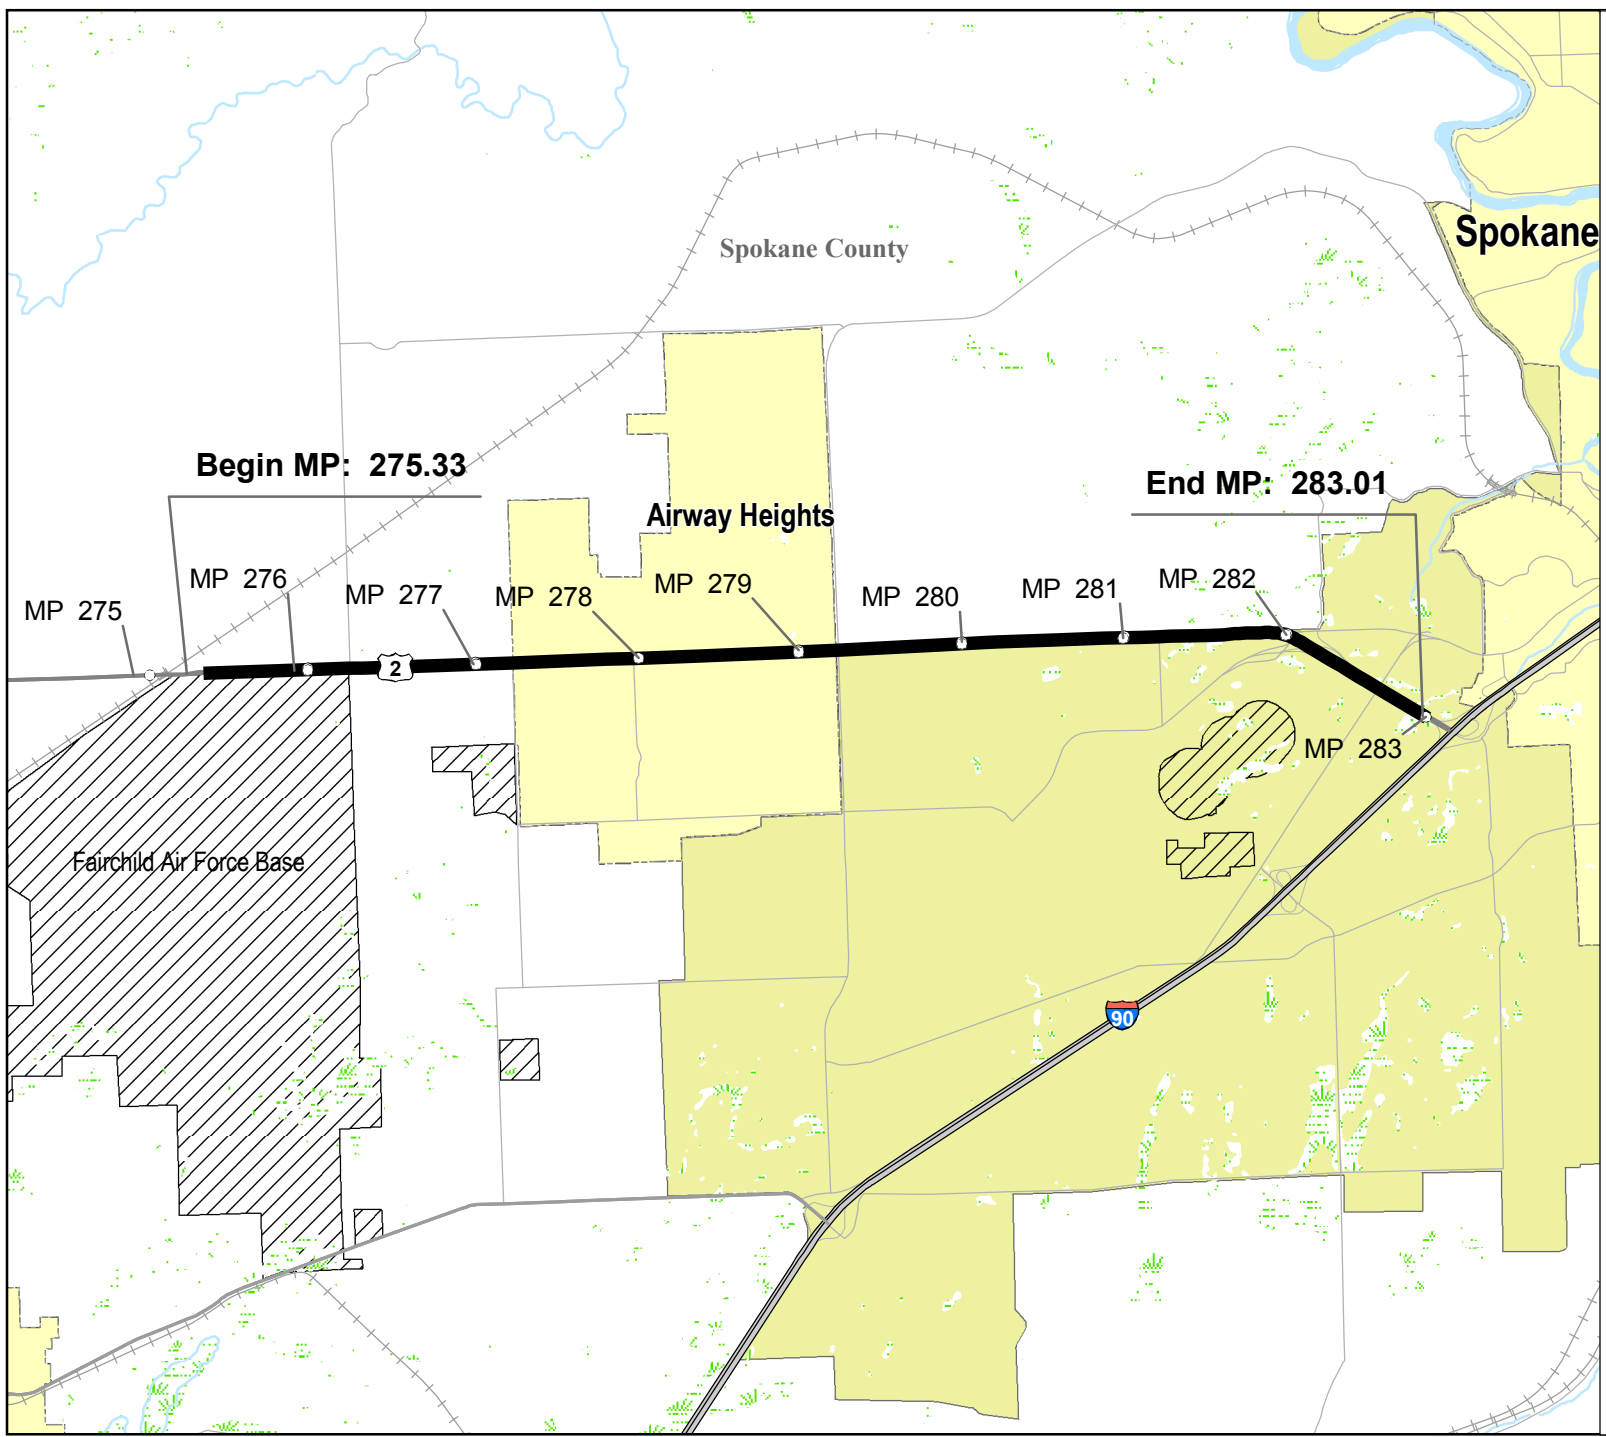 Spokane
Spokane County
Begin MP: 275.33
End MP: 283.01
Airway Heights
MP 275
MP 276
MP 277
MP 278
MP 279
MP 280
MP 281
MP 282
2
MP 283
Fairchild Air Force Base
90